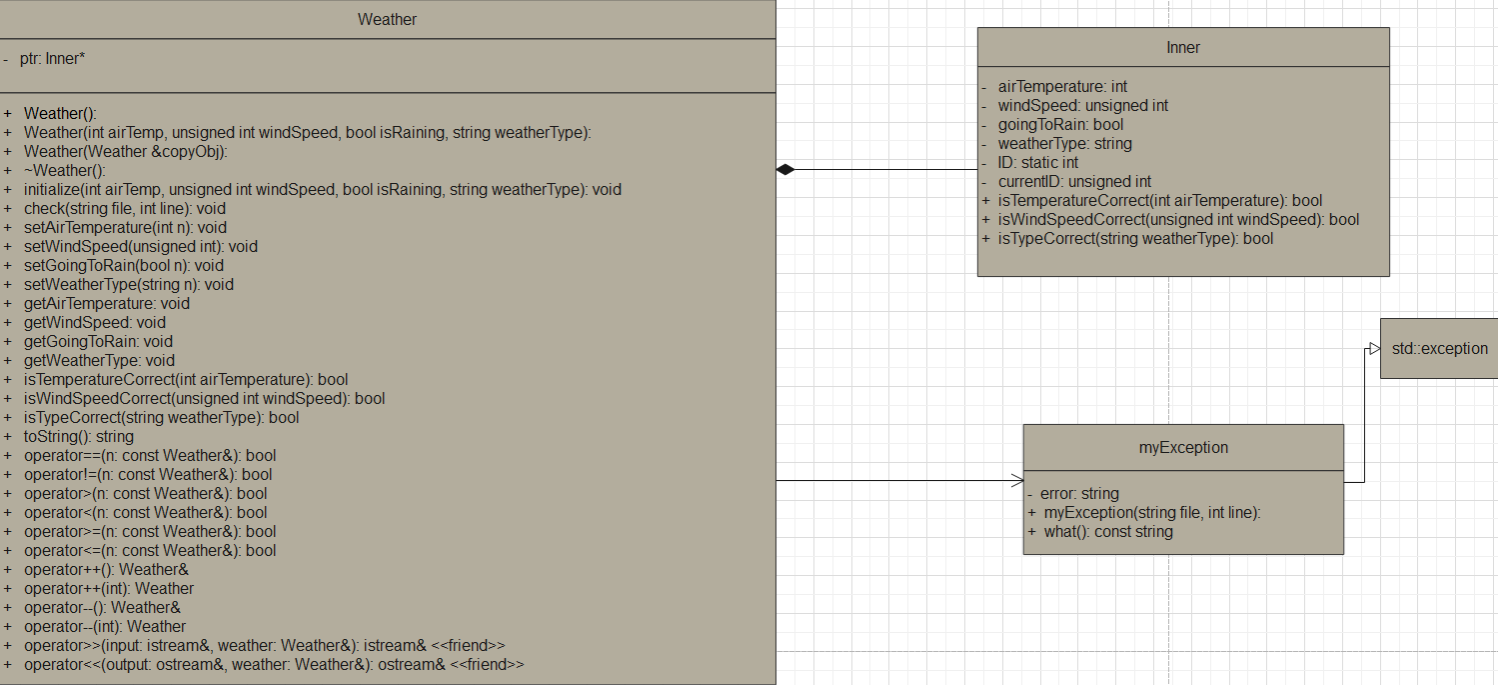 Weather
- ptr: Inner*
+ Weather():
+ Weather(int airTemp, unsigned int windSpeed, bool isRaining, string weatherType):
+ Weather(Weather &copyObj):
+ ~Weather():
+ initialize(int airTemp, unsigned int windSpeed, bool isRaining, string weatherType): void
+ check(string file, int line): void
+ setAirTemperature(int n): void
+ setWindSpeed(unsigned int): void
+ setGoingToRain(bool n): void
+ setWeatherType(string n): void
+ getAirTemperature: void
+ getWindSpeed: void
+ getGoingToRain: void
+ getWeatherType: void
+ isTemperatureCorrect(int airTemperature): bool
+ isWindSpeedCorrect(unsigned int windSpeed): bool
+ isTypeCorrect(string weatherType): bool
+ toString(): string
+ operator==(n: const Weather&): bool
+ operator!=(n: const Weather&): bool
+ operator>(n: const Weather&): bool
+ operator<(n: const Weather&): bool
+ operator>=(n: const Weather&): bool
+ operator<=(n: const Weather&): bool
+ operator++(): Weather&
+ operator++(int): Weather
+ operator--(): Weather&
+ operator--(int): Weather
+ operator>>(input: istream&, weather: Weather&): istream& <<friend>>
+ operator<<(output: ostream&, weather: Weather&): ostream& <<friend>>
Inner
- airTemperature: int
- windSpeed: unsigned int
- goingToRain: bool
- weatherType: string
- ID: static int
- currentID: unsigned int
+ isTemperatureCorrect(int airTemperature): bool
+ isWindSpeedCorrect(unsigned int windSpeed): bool
+ isTypeCorrect(string weatherType): bool
std::exception
myException
- error: string
+ myException(string file, int line):
+ what(): const string